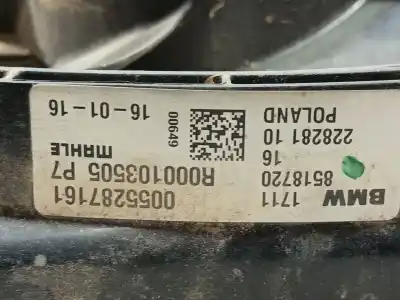 BMW
1711
8518720
16
228281 10
POLAND
0055287161
R000103505 P7
MAHLE
00649
16-01-16